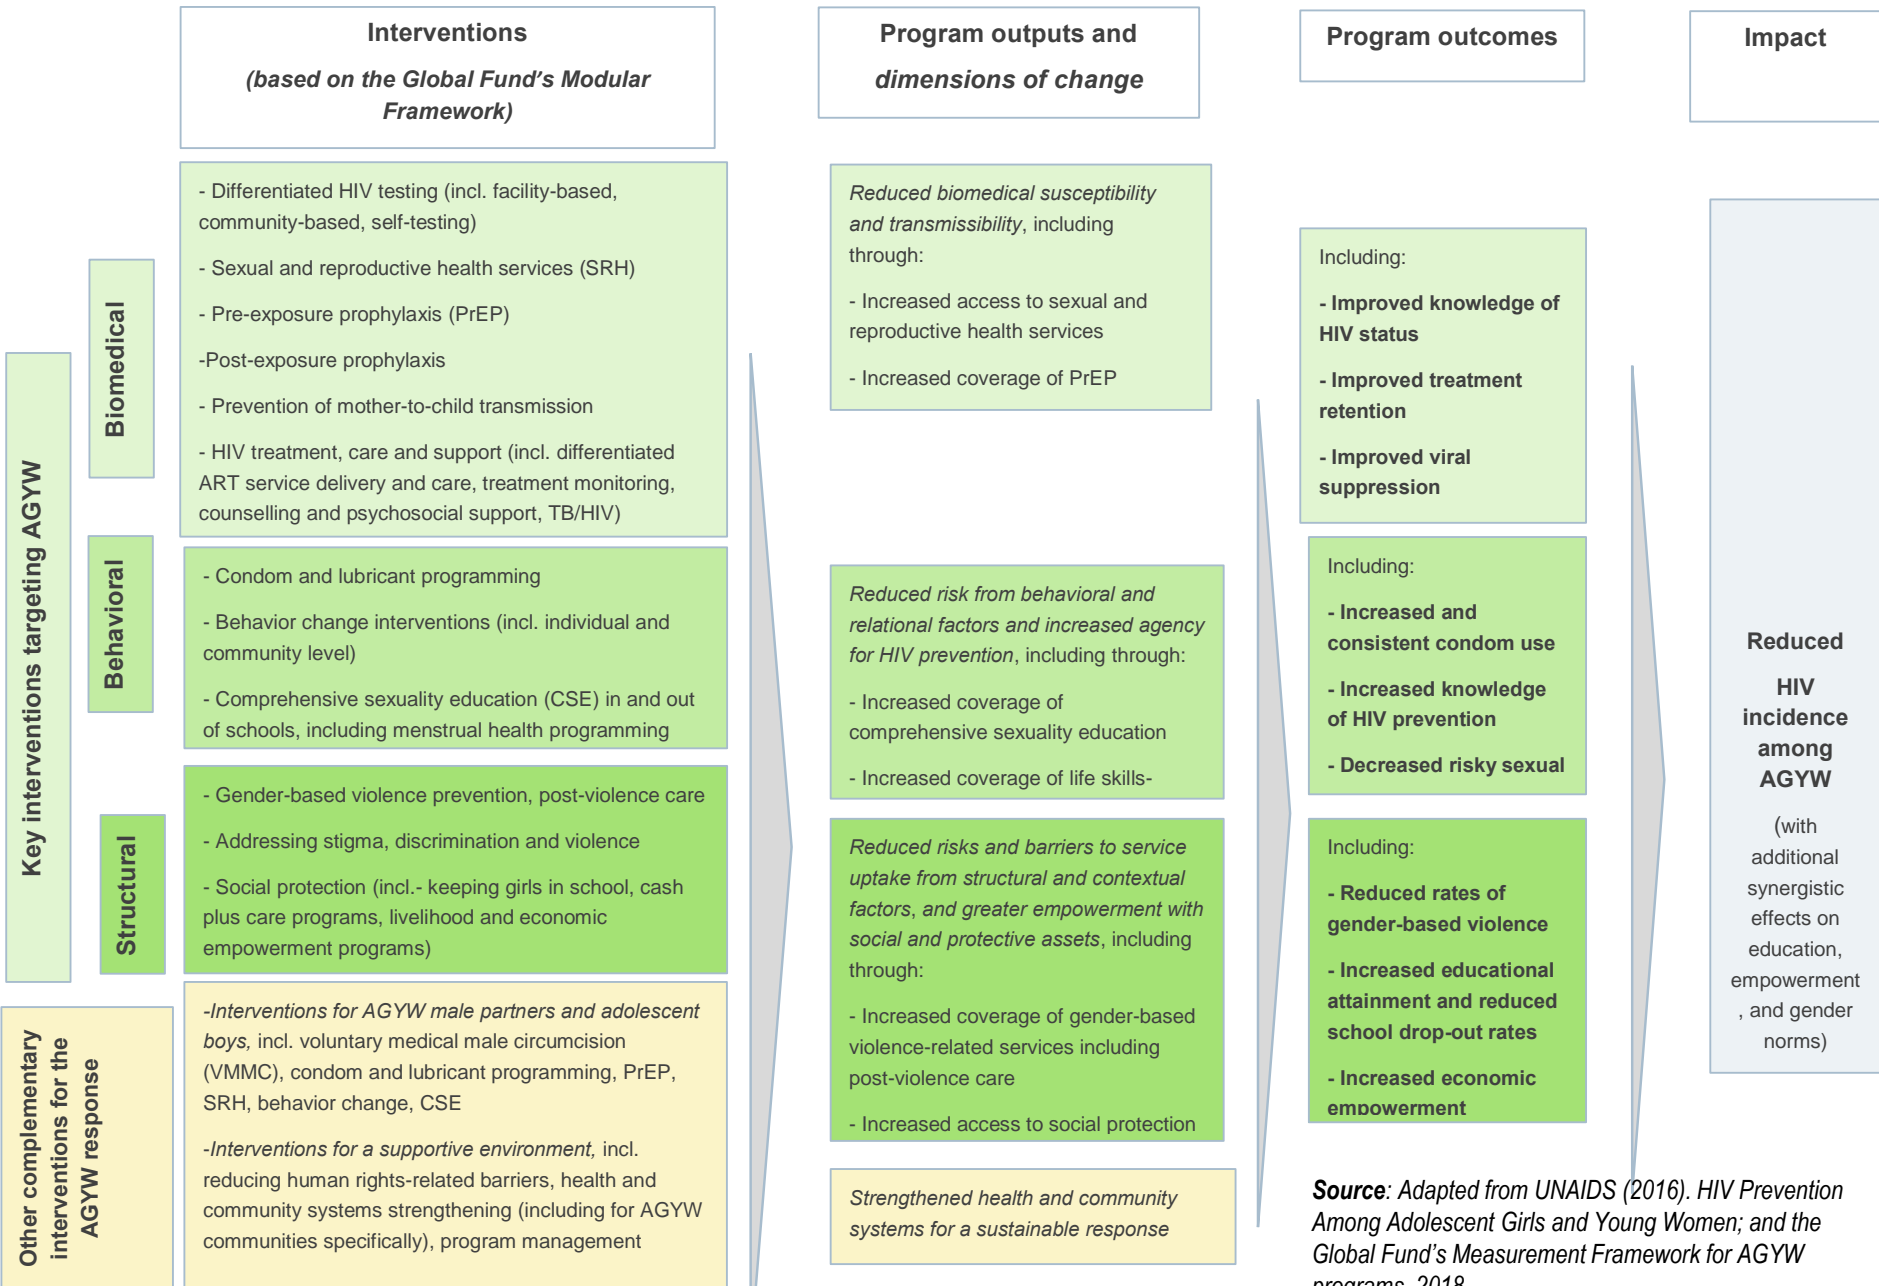 Interventions
(based on the Global Fund's Modular
Framework)
Program outputs and
dimensions of change
Program outcomes
Impact
Key interventions targeting AGYW
Biomedical
- Differentiated HIV testing (incl. facility-based,
community-based, self-testing)
- Sexual and reproductive health services (SRH)
- Pre-exposure prophylaxis (PrEP)
-Post-exposure prophylaxis
- Prevention of mother-to-child transmission
- HIV treatment, care and support (incl. differentiated
ART service delivery and care, treatment monitoring,
counselling and psychosocial support, TB/HIV)
Reduced biomedical susceptibility
and transmissibility, including
through:
- Increased access to sexual and
reproductive health services
- Increased coverage of PrEP
Including:
- Improved knowledge of
HIV status
- Improved treatment
retention
- Improved viral
suppression
Behavioral
- Condom and lubricant programming
- Behavior change interventions (incl. individual and
community level)
- Comprehensive sexuality education (CSE) in and out
of schools, including menstrual health programming
Reduced risk from behavioral and
relational factors and increased agency
for HIV prevention, including through:
- Increased coverage of
comprehensive sexuality education
- Increased coverage of life skills-
Including:
- Increased and
consistent condom use
- Increased knowledge
of HIV prevention
- Decreased risky sexual
Structural
- Gender-based violence prevention, post-violence care
- Addressing stigma, discrimination and violence
- Social protection (incl.- keeping girls in school, cash
plus care programs, livelihood and economic
empowerment programs)
Reduced risks and barriers to service
uptake from structural and contextual
factors, and greater empowerment with
social and protective assets, including
through:
- Increased coverage of gender-based
violence-related services including
post-violence care
- Increased access to social protection
Including:
- Reduced rates of
gender-based violence
- Increased educational
attainment and reduced
school drop-out rates
- Increased economic
empowerment
Reduced
HIV
incidence
among
AGYW
(with
additional
synergistic
effects on
education,
empowerment
, and gender
norms)
Other complementary
interventions for the
AGYW response
-Interventions for AGYW male partners and adolescent
boys, incl. voluntary medical male circumcision
(VMMC), condom and lubricant programming, PrEP,
SRH, behavior change, CSE
-Interventions for a supportive environment, incl.
reducing human rights-related barriers, health and
community systems strengthening (including for AGYW
communities specifically), program management
Strengthened health and community
systems for a sustainable response
Source: Adapted from UNAIDS (2016). HIV Prevention
Among Adolescent Girls and Young Women; and the
Global Fund's Measurement Framework for AGYW
programs, 2018